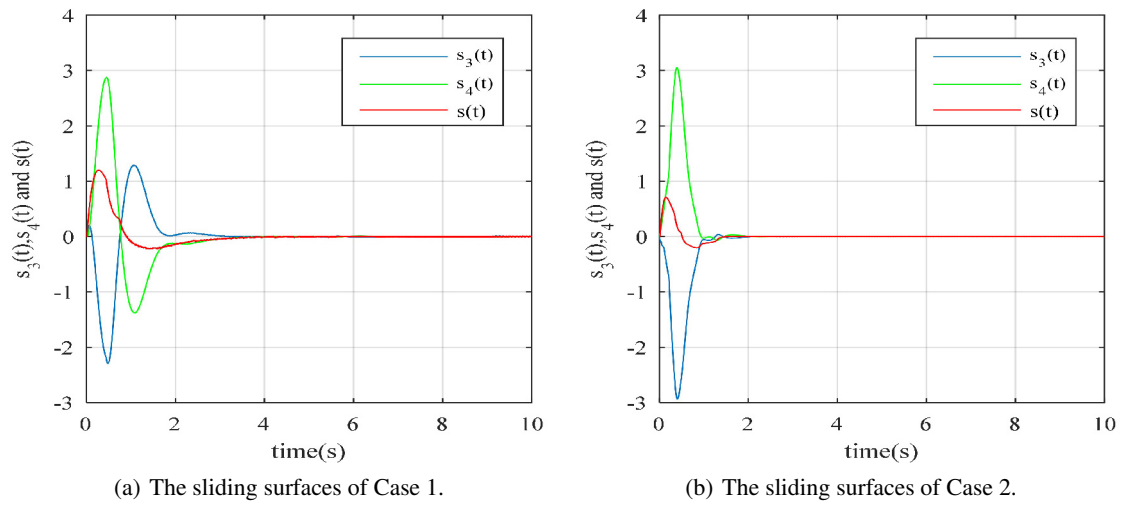 4
3
2
1
0
-1
-2
-3
0
2
4
6
8
10
s₃(t),s₄(t) and s(t)
time(s)
s₃(t)
s₄(t)
s(t)
(a) The sliding surfaces of Case 1.
4
3
2
1
0
-1
-2
-3
0
2
4
6
8
10
s₃(t),s₄(t) and s(t)
time(s)
s₃(t)
s₄(t)
s(t)
(b) The sliding surfaces of Case 2.